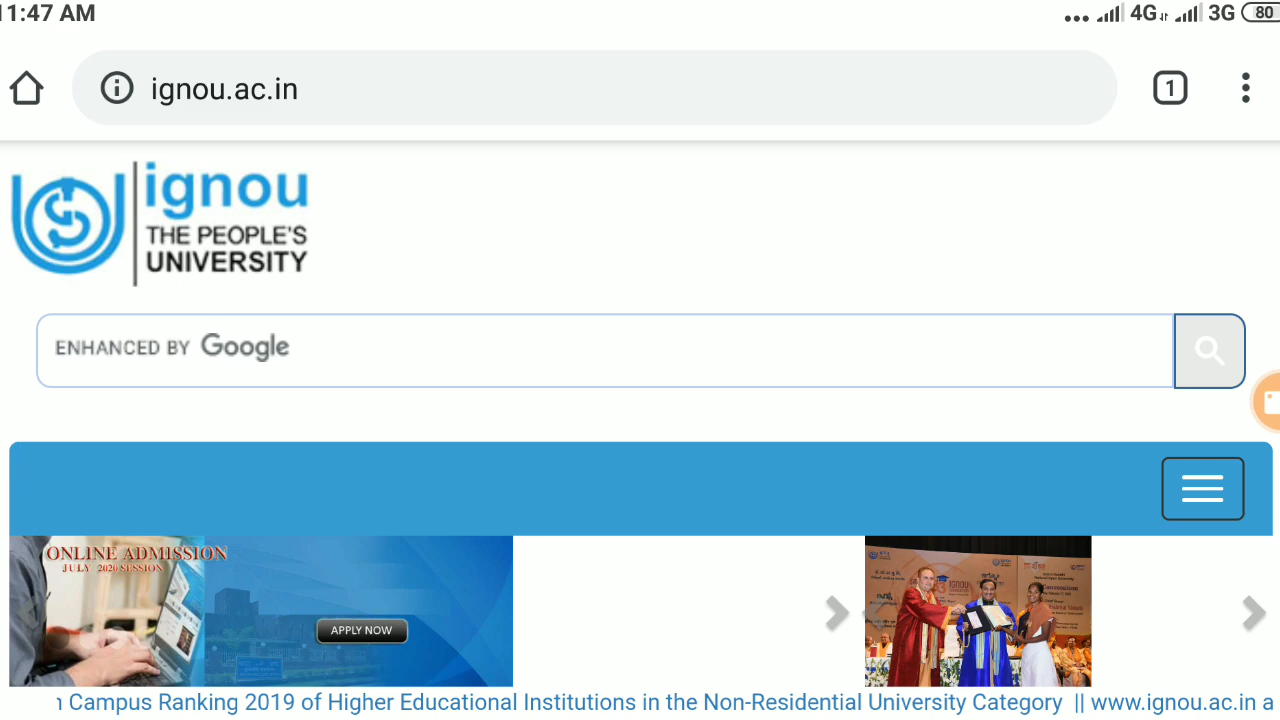 11:47 AM
4G 3G 80
ignou.ac.in
1
ignou
THE PEOPLE'S
UNIVERSITY
ENHANCED BY Google
ONLINE ADMISSION
JULY 2020 SESSION
APPLY NOW
Campus Ranking 2019 of Higher Educational Institutions in the Non-Residential University Category || www.ignou.ac.in a